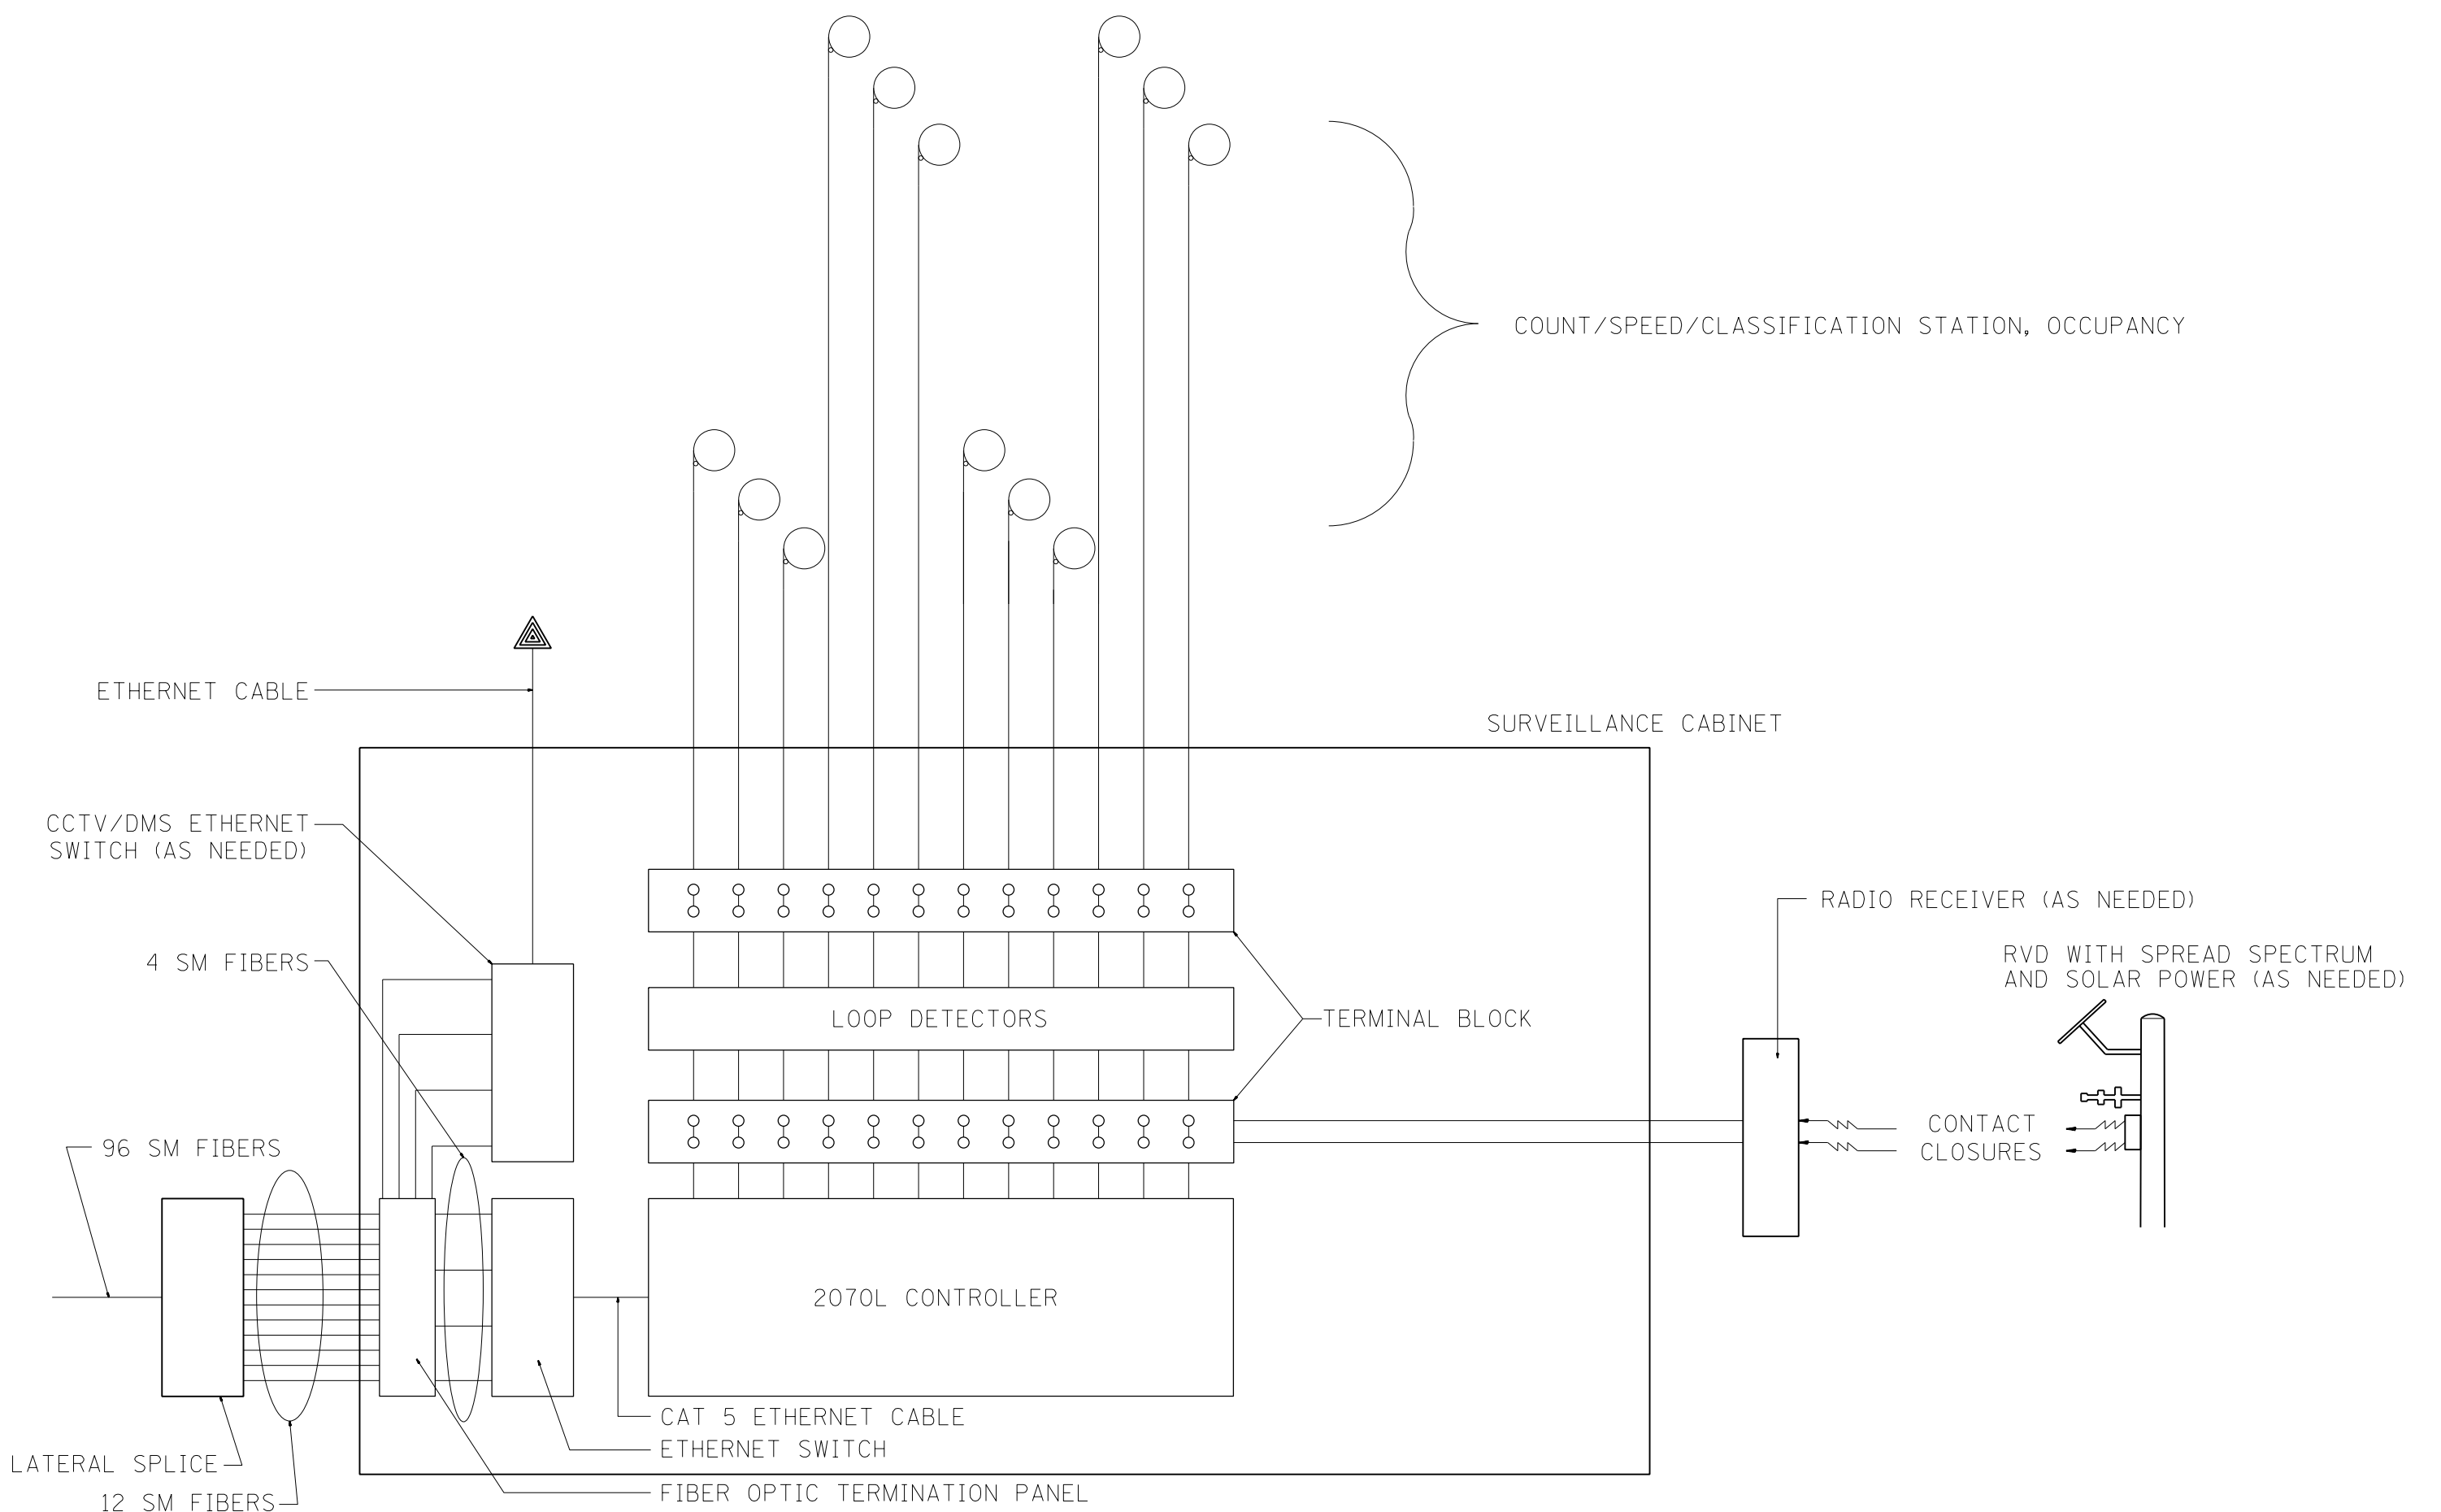 COUNT/SPEED/CLASSIFICATION STATION, OCCUPANCY
ETHERNET CABLE
SURVEILLANCE CABINET
CCTV/DMS ETHERNET
SWITCH (AS NEEDED)
RADIO RECEIVER (AS NEEDED)
4 SM FIBERS
RVD WITH SPREAD SPECTRUM
AND SOLAR POWER (AS NEEDED)
LOOP DETECTORS
TERMINAL BLOCK
CONTACT
CLOSURES
96 SM FIBERS
2070L CONTROLLER
CAT 5 ETHERNET CABLE
ETHERNET SWITCH
LATERAL SPLICE
FIBER OPTIC TERMINATION PANEL
12 SM FIBERS